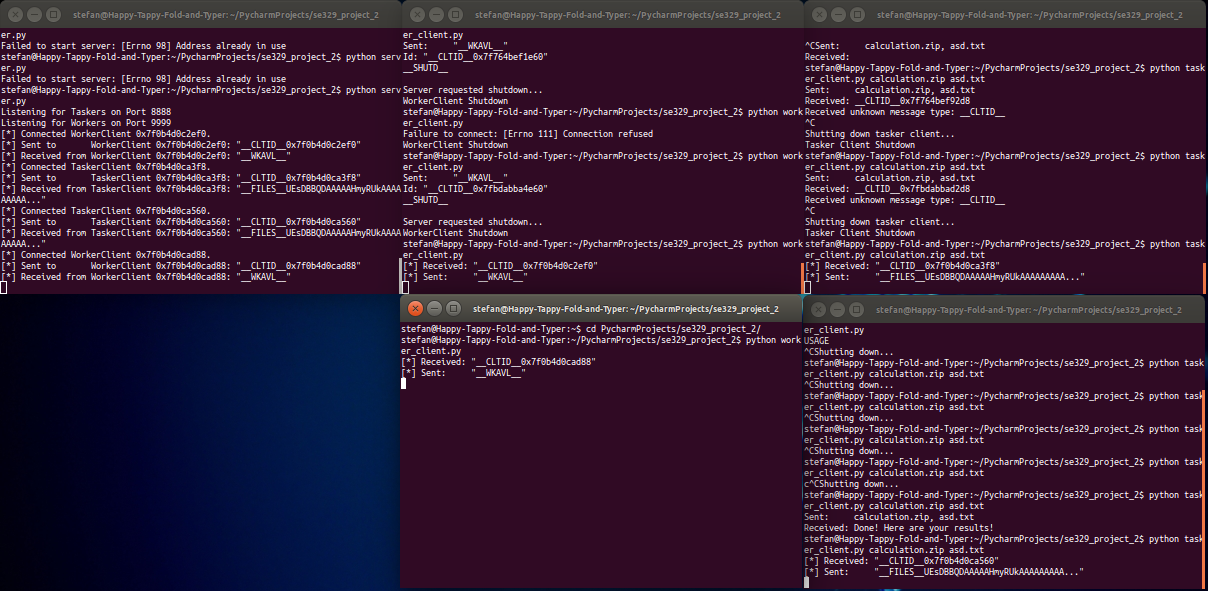 stefan@Happy-Tappy-Fold-and-Typer: ~/PycharmProjects/se329_project_2
er.py
Failed to start server: [Errno 98] Address already in use
stefan@Happy-Tappy-Fold-and-Typer:~/PycharmProjects/se329_project_2$ python serv
er.py
Failed to start server: [Errno 98] Address already in use
stefan@Happy-Tappy-Fold-and-Typer:~/PycharmProjects/se329_project_2$ python serv
er.py
Listening for Taskers on Port 8888
Listening for Workers on Port 9999
[*] Connected WorkerClient 0x7f0b4d0c2ef0.
[*] Sent to       WorkerClient 0x7f0b4d0c2ef0: "__CLTID__0x7f0b4d0c2ef0"
[*] Received from WorkerClient 0x7f0b4d0c2ef0: "__WKAVL__"
[*] Connected TaskerClient 0x7f0b4d0ca3f8.
[*] Sent to       TaskerClient 0x7f0b4d0ca3f8: "__CLTID__0x7f0b4d0ca3f8"
[*] Received from TaskerClient 0x7f0b4d0ca3f8: "__FILES__UEsDBBQDAAAAAHmyRUkAAAA
AAAAA..."
[*] Connected TaskerClient 0x7f0b4d0ca560.
[*] Sent to       TaskerClient 0x7f0b4d0ca560: "__CLTID__0x7f0b4d0ca560"
[*] Received from TaskerClient 0x7f0b4d0ca560: "__FILES__UEsDBBQDAAAAAHmyRUkAAAA
AAAAA..."
[*] Connected WorkerClient 0x7f0b4d0cad88.
[*] Sent to       WorkerClient 0x7f0b4d0cad88: "__CLTID__0x7f0b4d0cad88"
[*] Received from WorkerClient 0x7f0b4d0cad88: "__WKAVL__"
stefan@Happy-Tappy-Fold-and-Typer: ~/PycharmProjects/se329_project_2
er_client.py
Sent:     "__WKAVL__"
Id: "__CLTID__0x7f764bef1e60"
__SHUTD__
Server requested shutdown...
WorkerClient Shutdown
stefan@Happy-Tappy-Fold-and-Typer:~/PycharmProjects/se329_project_2$ python work
er_client.py
Failure to connect: [Errno 111] Connection refused
WorkerClient Shutdown
stefan@Happy-Tappy-Fold-and-Typer:~/PycharmProjects/se329_project_2$ python work
er_client.py
Sent:     "__WKAVL__"
Id: "__CLTID__0x7fbdabba4e60"
__SHUTD__
Server requested shutdown...
WorkerClient Shutdown
stefan@Happy-Tappy-Fold-and-Typer:~/PycharmProjects/se329_project_2$ python work
er_client.py
[*] Received: "__CLTID__0x7f0b4d0c2ef0"
[*] Sent:     "__WKAVL__"
stefan@Happy-Tappy-Fold-and-Typer: ~/PycharmProjects/se329_project_2
^CSent:     calculation.zip, asd.txt
Received:
stefan@Happy-Tappy-Fold-and-Typer:~/PycharmProjects/se329_project_2$ python task
er_client.py calculation.zip asd.txt
Sent:     calculation.zip, asd.txt
Received: __CLTID__0x7f764bef92d8
Received unknown message type: __CLTID__
^C
Shutting down tasker client...
Tasker Client Shutdown
stefan@Happy-Tappy-Fold-and-Typer:~/PycharmProjects/se329_project_2$ python task
er_client.py calculation.zip asd.txt
Sent:     calculation.zip, asd.txt
Received: __CLTID__0x7fbdabbad2d8
Received unknown message type: __CLTID__
^C
Shutting down tasker client...
Tasker Client Shutdown
stefan@Happy-Tappy-Fold-and-Typer:~/PycharmProjects/se329_project_2$ python task
er_client.py calculation.zip asd.txt
[*] Received: "__CLTID__0x7f0b4d0ca3f8"
[*] Sent:     "__FILES__UEsDBBQDAAAAAHmyRUkAAAAAAAAA..."
stefan@Happy-Tappy-Fold-and-Typer: ~/PycharmProjects/se329_project_2
stefan@Happy-Tappy-Fold-and-Typer:~$ cd PycharmProjects/se329_project_2/
stefan@Happy-Tappy-Fold-and-Typer:~/PycharmProjects/se329_project_2$ python work
er_client.py
[*] Received: "__CLTID__0x7f0b4d0cad88"
[*] Sent:     "__WKAVL__"
stefan@Happy-Tappy-Fold-and-Typer: ~/PycharmProjects/se329_project_2
er_client.py
USAGE
^CShutting down...
stefan@Happy-Tappy-Fold-and-Typer:~/PycharmProjects/se329_project_2$ python task
er_client.py calculation.zip asd.txt
^CShutting down...
stefan@Happy-Tappy-Fold-and-Typer:~/PycharmProjects/se329_project_2$ python task
er_client.py calculation.zip asd.txt
^CShutting down...
stefan@Happy-Tappy-Fold-and-Typer:~/PycharmProjects/se329_project_2$ python task
er_client.py calculation.zip asd.txt
^CShutting down...
stefan@Happy-Tappy-Fold-and-Typer:~/PycharmProjects/se329_project_2$ python task
er_client.py calculation.zip asd.txt
c^CShutting down...
stefan@Happy-Tappy-Fold-and-Typer:~/PycharmProjects/se329_project_2$ python task
er_client.py calculation.zip asd.txt
Sent:     calculation.zip, asd.txt
Received: Done! Here are your results!
stefan@Happy-Tappy-Fold-and-Typer:~/PycharmProjects/se329_project_2$ python task
er_client.py calculation.zip asd.txt
[*] Received: "__CLTID__0x7f0b4d0ca560"
[*] Sent:     "__FILES__UEsDBBQDAAAAAHmyRUkAAAAAAAAA..."